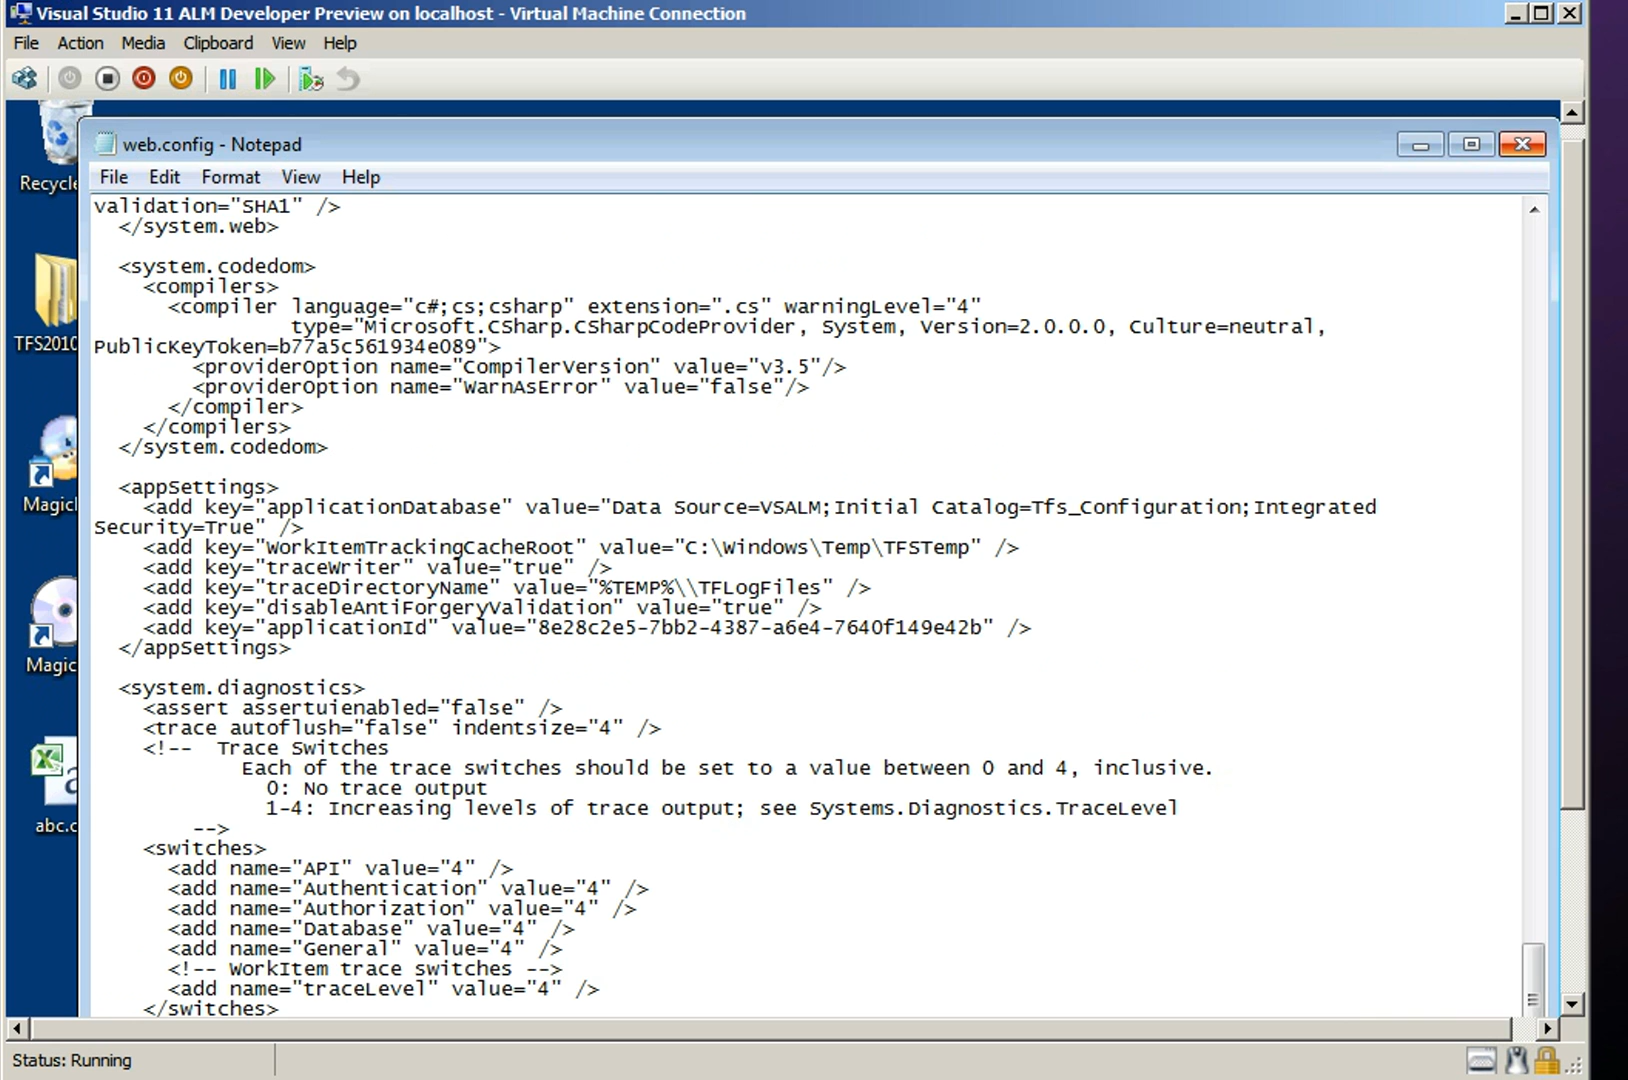 Visual Studio 11 ALM Developer Preview on localhost - Virtual Machine Connection
File Action Media Clipboard View Help
web.config - Notepad
File Edit Format View Help
validation="SHA1" />
</system.web>
<system.codedom>
<compilers>
<compiler language="c#;cs;csharp" extension=".cs" warningLevel="4"
type="Microsoft.CSharp.CSharpCodeProvider, System, Version=2.0.0.0, Culture=neutral,
PublicKeyToken=b77a5c561934e089">
<providerOption name="CompilerVersion" value="v3.5"/>
<providerOption name="WarnAsError" value="false"/>
</compiler>
</compilers>
</system.codedom>
<appSettings>
<add key="applicationDatabase" value="Data Source=VSALM;Initial Catalog=Tfs_Configuration;Integrated
Security=True" />
<add key="WorkItemTrackingCacheRoot" value="C:\Windows\Temp\TFSTemp" />
<add key="traceWriter" value="true" />
<add key="traceDirectoryName" value="%TEMP%\\TFLogFiles" />
<add key="disableAntiForgeryValidation" value="true" />
<add key="applicationId" value="8e28c2e5-7bb2-4387-a6e4-7640f149e42b" />
</appSettings>
<system.diagnostics>
<assert assertuienabled="false" />
<trace autoflush="false" indentsize="4" />
<!-- Trace Switches
Each of the trace switches should be set to a value between 0 and 4, inclusive.
0: No trace output
1-4: Increasing levels of trace output; see Systems.Diagnostics.TraceLevel
-->
<switches>
<add name="API" value="4" />
<add name="Authentication" value="4" />
<add name="Authorization" value="4" />
<add name="Database" value="4" />
<add name="General" value="4" />
<!-- WorkItem trace switches -->
<add name="traceLevel" value="4" />
</switches>
Recycle
TFS2010
MagicI
Magic
abc.c
Status: Running